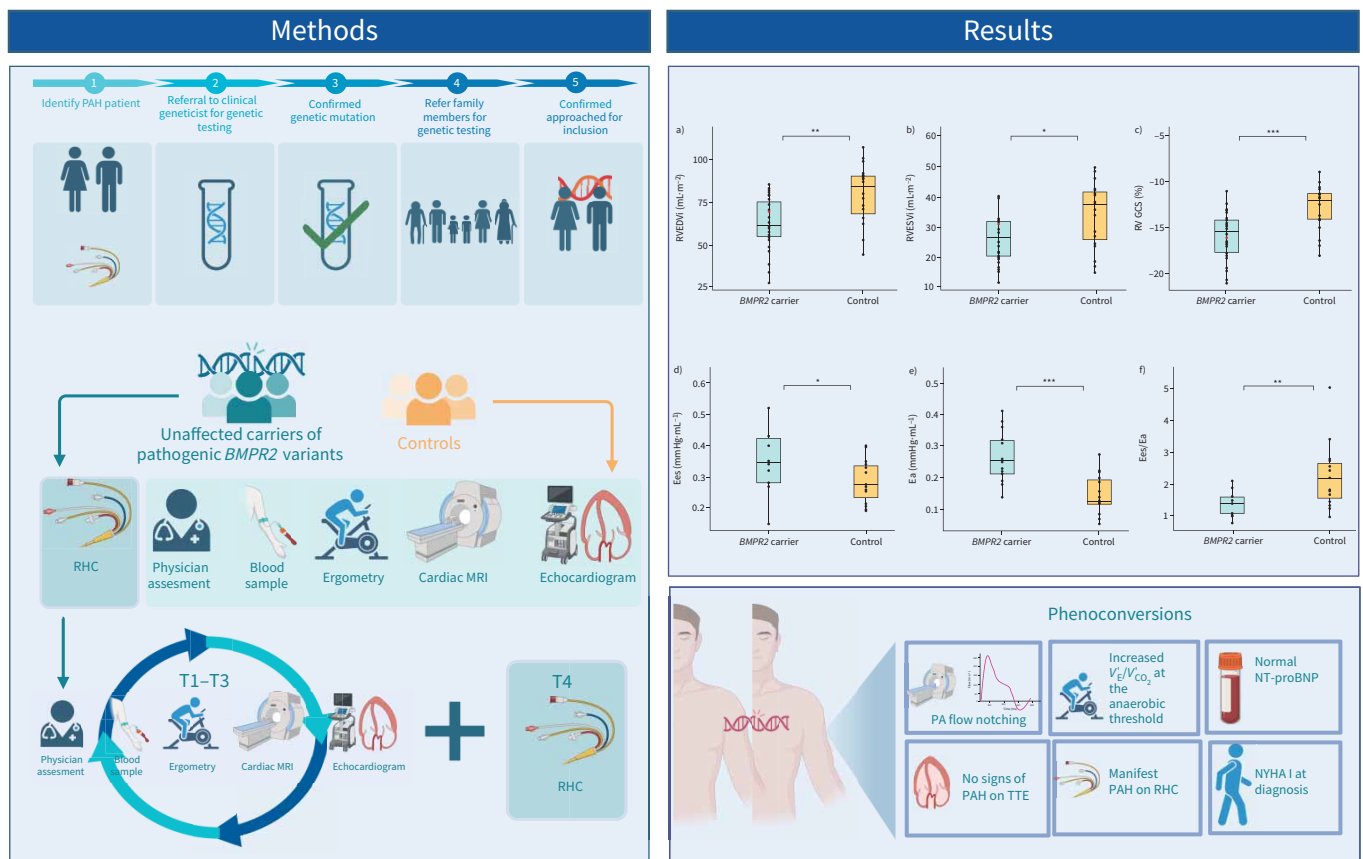 Methods
1
2
3
4
5
Identify PAH patient
Referral to clinical
geneticist for genetic
testing
Confirmed
genetic mutation
Refer family
members for
genetic testing
Confirmed
approached for
inclusion
Unaffected carriers of
pathogenic BMPR2 variants
Controls
RHC
Physician
assesment
Blood
sample
Ergometry
Cardiac MRI
Echocardiogram
T1–T3
Physician
assesment
Blood
sample
Ergometry
Cardiac MRI
Echocardiogram
T4
RHC
Results
a)
**
RVEDVi (mL·m⁻²)
100
75
50
25
BMPR2 carrier
Control
b)
*
RVESVi (mL·m⁻²)
60
50
40
30
20
10
BMPR2 carrier
Control
c)
***
RV GCS (%)
−5
−10
−15
−20
BMPR2 carrier
Control
d)
*
Ees (mmHg·mL⁻¹)
0.6
0.5
0.4
0.3
0.2
BMPR2 carrier
Control
e)
***
Ea (mmHg·mL⁻¹)
0.5
0.4
0.3
0.2
0.1
BMPR2 carrier
Control
f)
**
Ees/Ea
5
4
3
2
1
BMPR2 carrier
Control
Phenoconversions
PA flow notching
Increased
V′E/V′CO₂ at
the
anaerobic
threshold
Normal
NT-proBNP
No signs of
PAH on TTE
Manifest
PAH on RHC
NYHA I at
diagnosis